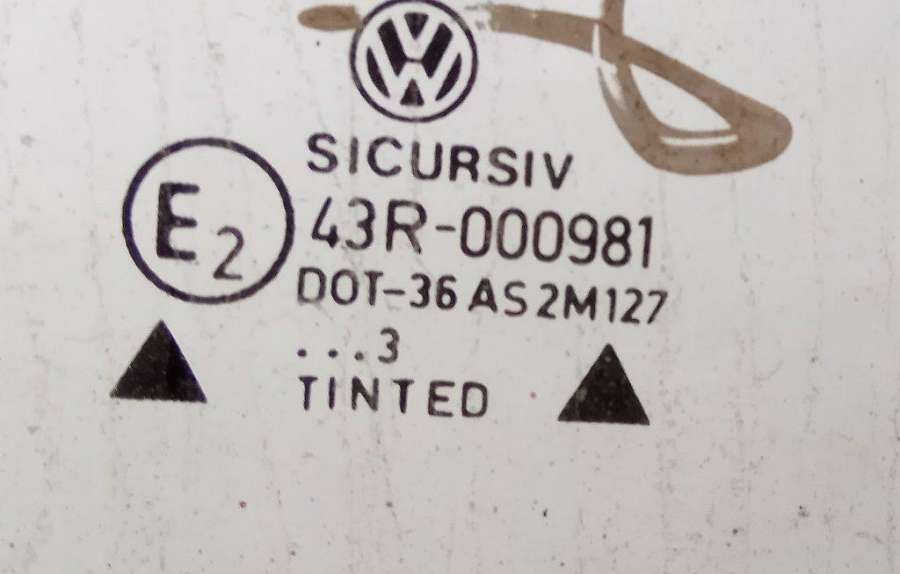 SICURSIV
E2
43R-000981
DOT-36 AS2M127
...3
TINTED